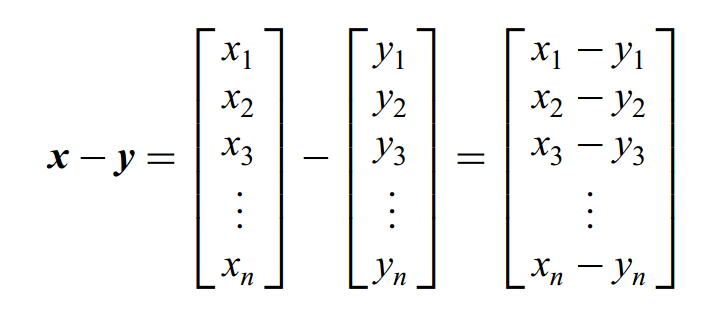 x − y = [x₁ x₂ x₃ ⋮ xₙ] − [y₁ y₂ y₃ ⋮ yₙ] = [x₁ − y₁ x₂ − y₂ x₃ − y₃ ⋮ xₙ − yₙ]